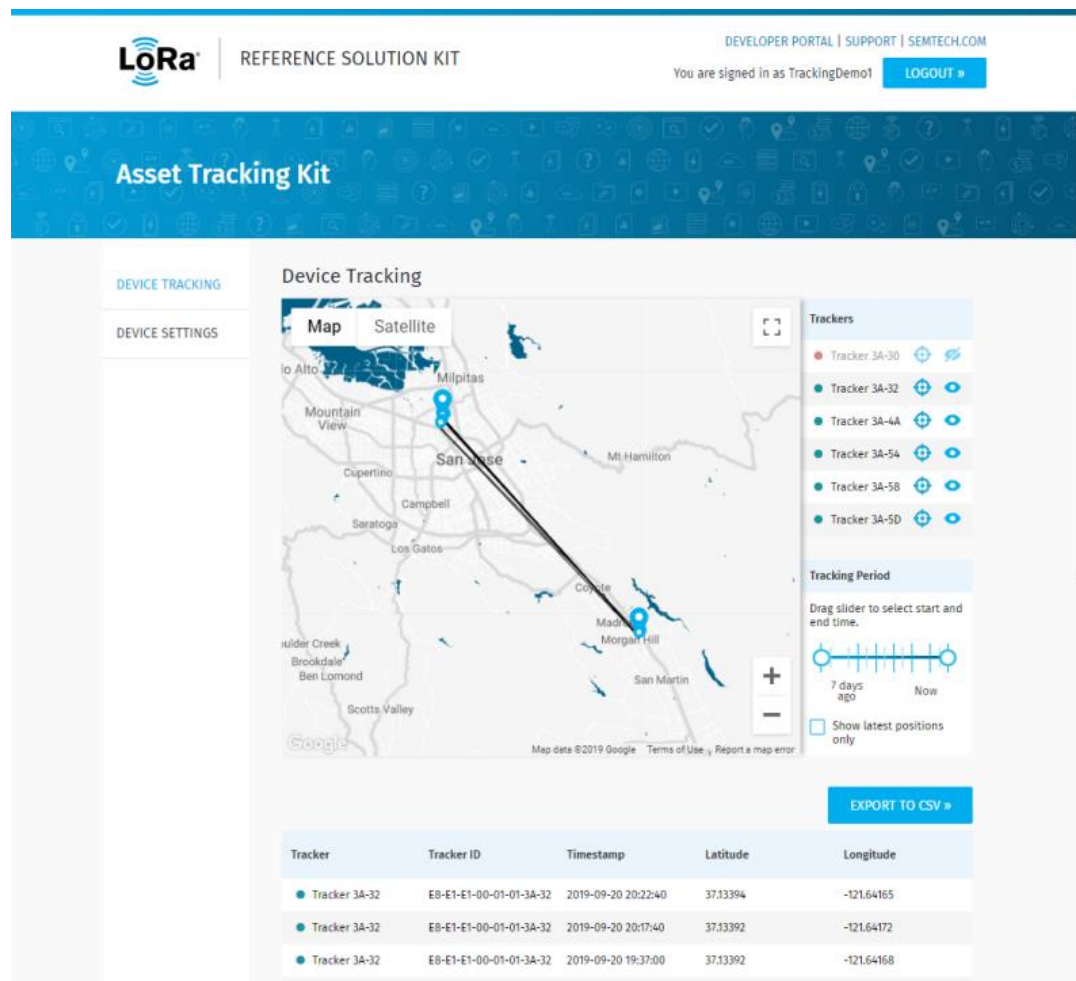 LoRa®
REFERENCE SOLUTION KIT
DEVELOPER PORTAL | SUPPORT | SEMTECH.COM
You are signed in as TrackingDemo1
LOGOUT »
Asset Tracking Kit
DEVICE TRACKING
DEVICE SETTINGS
Device Tracking
Map Satellite
lo Alto
Milpitas
Mountain
View
San Jose
Mt Hamilton
Cupertino
Campbell
Saratoga
Los Gatos
Coyote
Morgan Hill
ulder Creek
Brookdale
Ben Lomond
San Martin
Scotts Valley
Google
Map data ©2019 Google Terms of Use Report a map error
Trackers
Tracker 3A-30
Tracker 3A-32
Tracker 3A-4A
Tracker 3A-54
Tracker 3A-58
Tracker 3A-5D
Tracking Period
Drag slider to select start and
end time.
7 days
ago
Now
Show latest positions
only
EXPORT TO CSV »
Tracker Tracker ID Timestamp Latitude Longitude
Tracker 3A-32 E8-E1-E1-00-01-01-3A-32 2019-09-20 20:22:40 37.13394 -121.64165
Tracker 3A-32 E8-E1-E1-00-01-01-3A-32 2019-09-20 20:17:40 37.13392 -121.64172
Tracker 3A-32 E8-E1-E1-00-01-01-3A-32 2019-09-20 19:37:00 37.13392 -121.64168